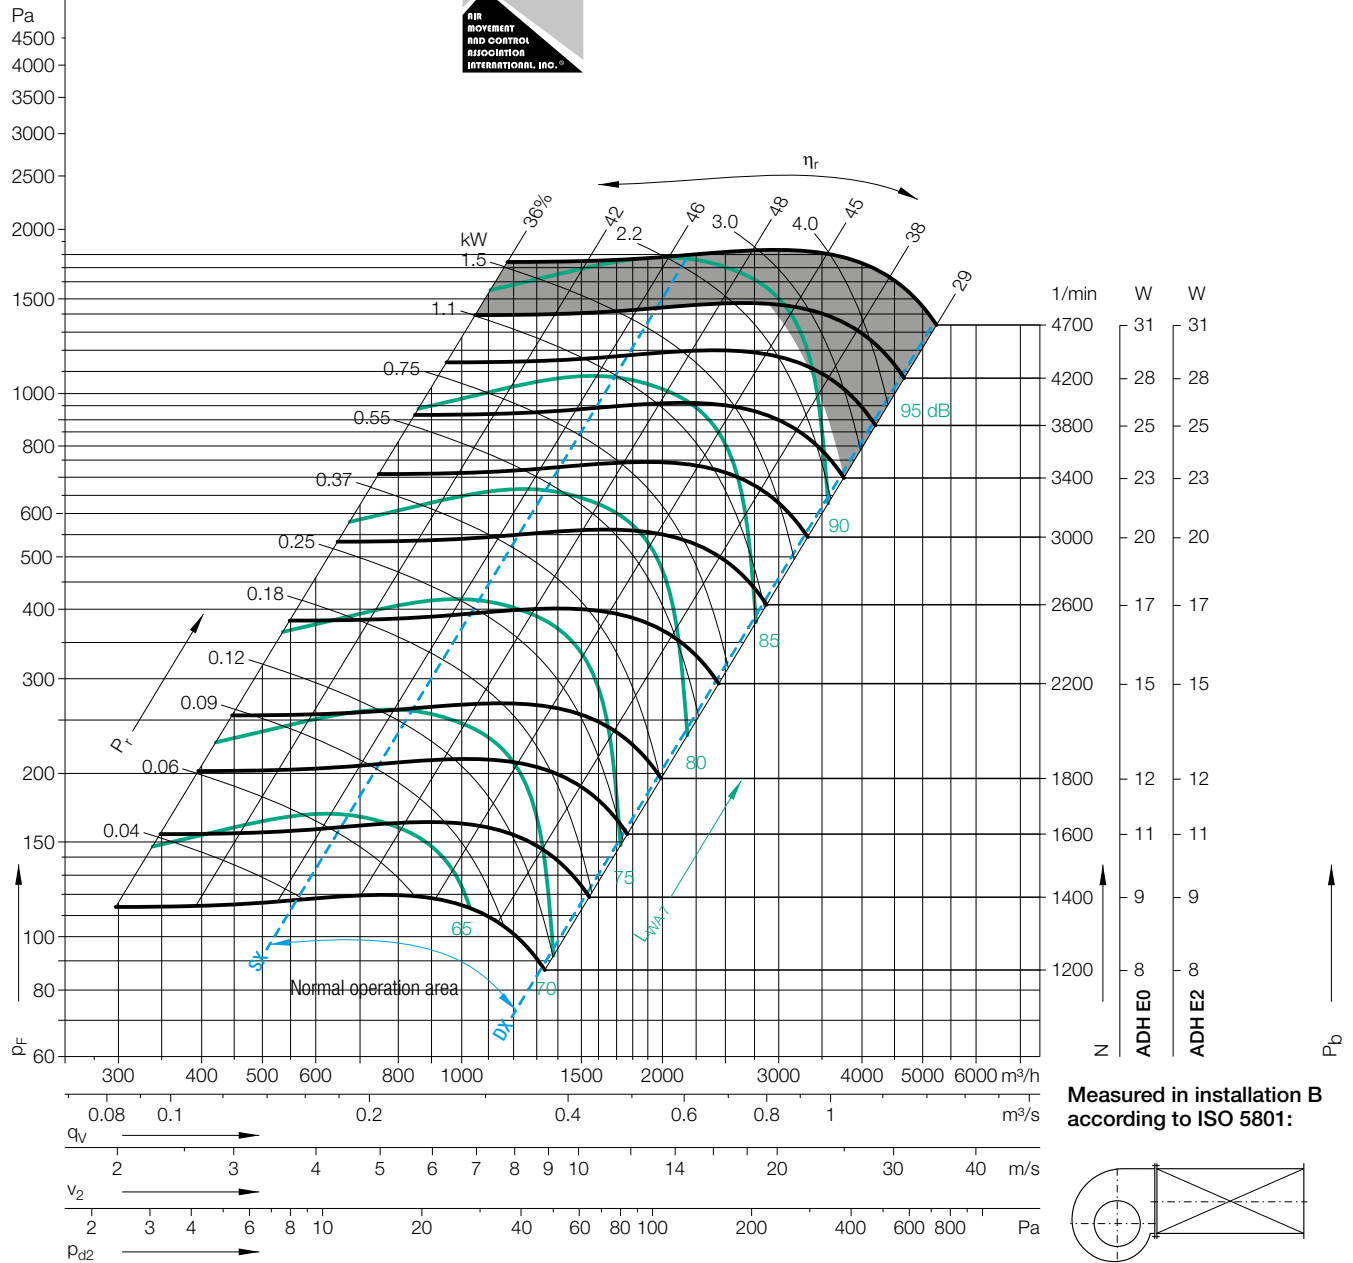 AIR
MOVEMENT
AND CONTROL
ASSOCIATION
INTERNATIONAL, INC.®
Pa
4500
4000
3500
3000
2500
2000
1500
1000
800
600
500
400
300
200
150
100
80
60
pF
ηr
36%
42
46
48
45
38
29
kW
1.5
2.2
3.0
4.0
1.1
0.75
0.55
0.37
0.25
0.18
0.12
0.09
0.06
0.04
Pr
95 dB
90
85
80
75
70
65
LWA7
SX
DX
Normal operation area
1/min W W
4700 31 31
4200 28 28
3800 25 25
3400 23 23
3000 20 20
2600 17 17
2200 15 15
1800 12 12
1600 11 11
1400 9 9
1200 8 8
N ADH E0 ADH E2
Pb
300 400 500 600 800 1000 1500 2000 3000 4000 5000 6000 m³/h
0.08 0.1 0.2 0.4 0.6 0.8 1 m³/s
qV
2 3 4 5 6 7 8 9 10 14 20 30 40 m/s
v2
2 3 4 6 8 10 20 40 60 80 100 200 400 600 800 Pa
pd2
Measured in installation B
according to ISO 5801: